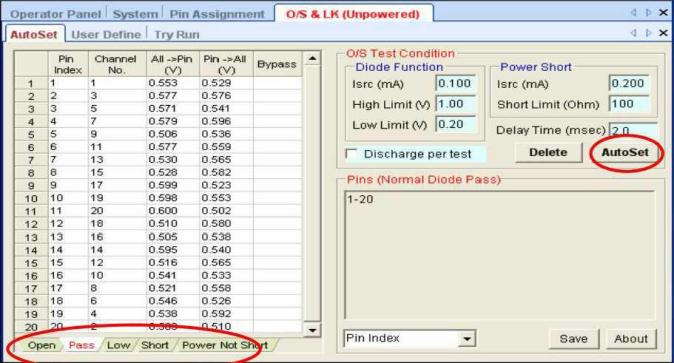 Operator Panel System Pin Assignment O/S & LK (Unpowered)
AutoSet User Define Try Run
Pin Index Channel No. All ->Pin (V) Pin ->All (V) Bypass
1 1 1 0.553 0.529
2 2 3 0.577 0.576
3 3 5 0.571 0.541
4 4 7 0.579 0.596
5 5 9 0.506 0.536
6 6 11 0.577 0.559
7 7 13 0.530 0.565
8 8 15 0.528 0.582
9 9 17 0.599 0.523
10 10 19 0.598 0.553
11 11 20 0.600 0.502
12 12 18 0.510 0.580
13 13 16 0.505 0.538
14 14 14 0.595 0.540
15 15 12 0.516 0.565
16 16 10 0.541 0.533
17 17 8 0.521 0.558
18 18 6 0.546 0.526
19 19 4 0.538 0.592
20 20 2 0.510
Open Pass Low Short Power Not Short
O/S Test Condition
Diode Function
Isrc (mA) 0.100
High Limit (V) 1.00
Low Limit (V) 0.20
Power Short
Isrc (mA) 0.200
Short Limit (Ohm) 100
Delay Time (msec) 2.0
Discharge per test Delete AutoSet
Pins (Normal Diode Pass)
1-20
Pin Index Save About